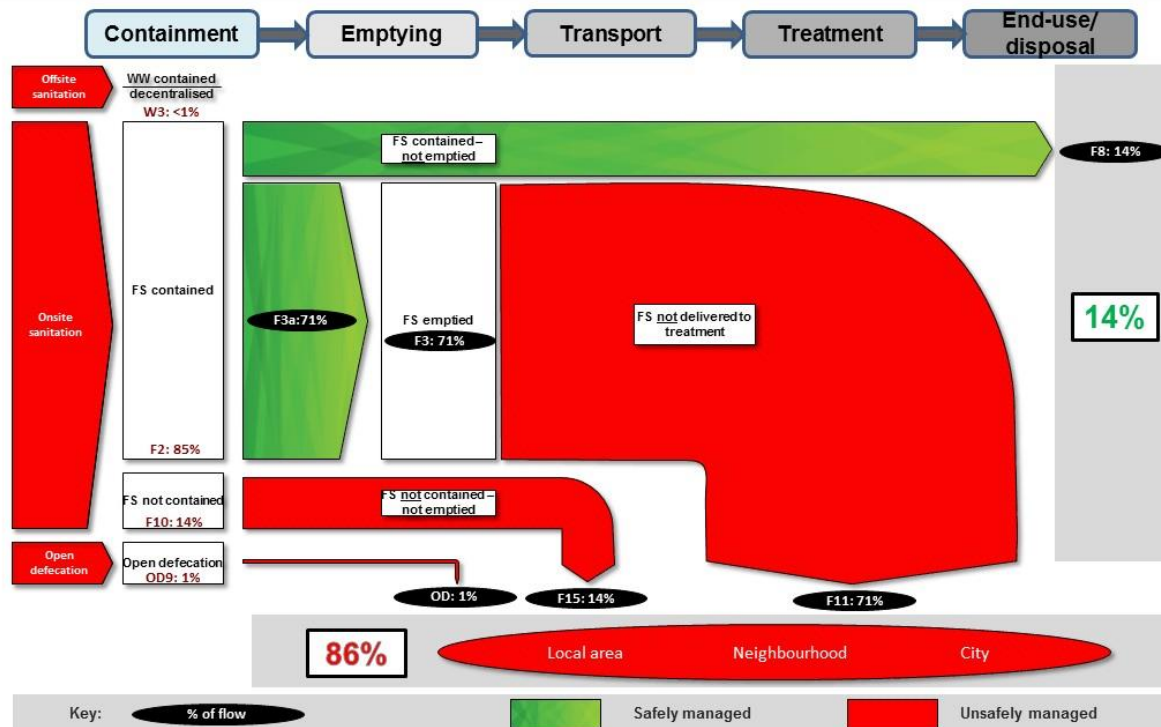 Containment
Emptying
Transport
Treatment
End-use/
disposal
Offsite
sanitation
WW contained
decentralised
W3: <1%
FS contained –
not emptied
F8: 14%
Onsite
sanitation
FS contained
F3a:71%
FS emptied
F3: 71%
FS not delivered to
treatment
14%
F2: 85%
FS not contained
F10: 14%
FS not contained –
not emptied
Open
defecation
Open defecation
OD9: 1%
OD: 1%
F15: 14%
F11: 71%
86%
Local area
Neighbourhood
City
Key:
% of flow
Safely managed
Unsafely managed